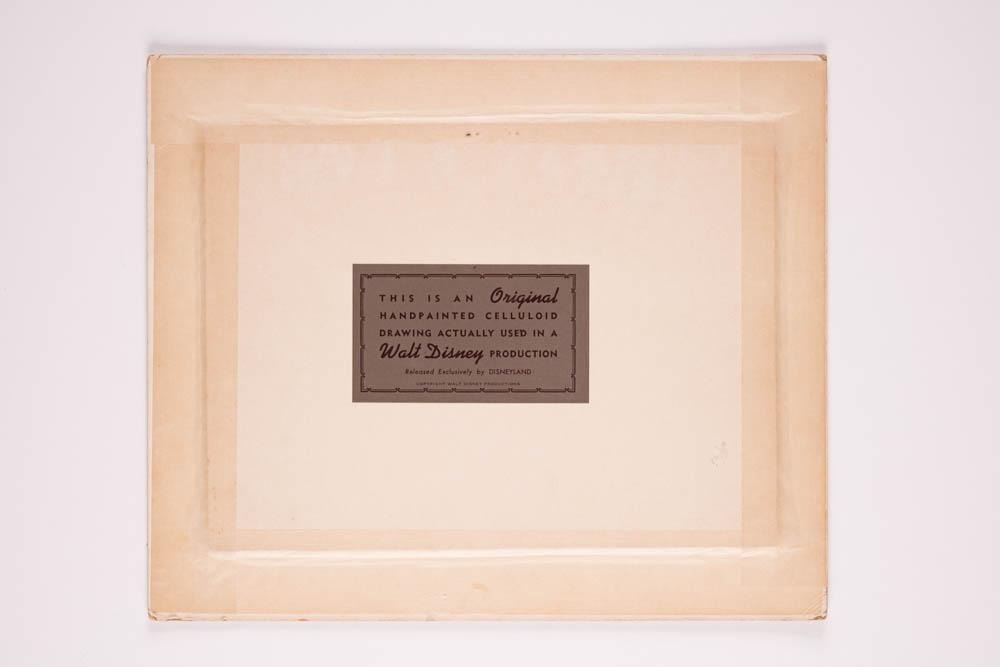 THIS IS AN Original
HANDPAINTED CELLULOID
DRAWING ACTUALLY USED IN A
Walt Disney PRODUCTION
Released Exclusively by DISNEYLAND
COPYRIGHT WALT DISNEY PRODUCTIONS